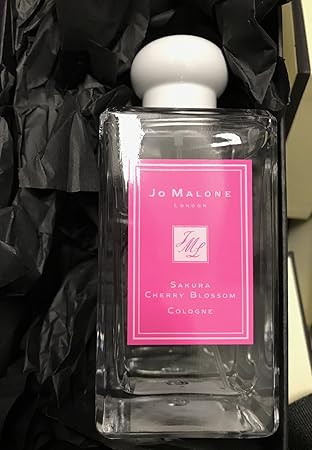 Jo Malone
London
JML
Sakura
Cherry Blossom
Cologne